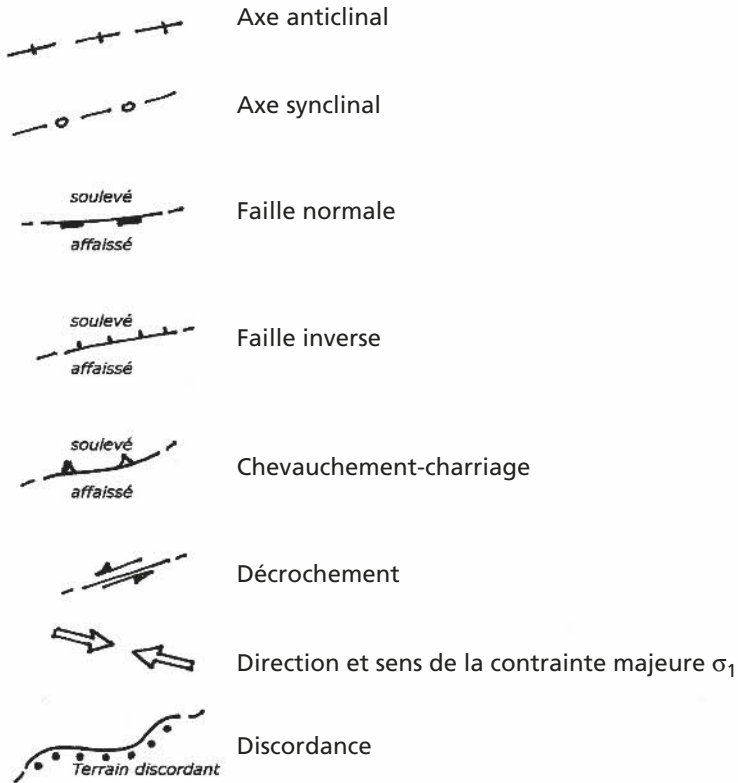 Axe anticlinal
Axe synclinal
soulevé
affaissé
Faille normale
soulevé
affaissé
Faille inverse
soulevé
affaissé
Chevauchement-charriage
Décrochement
Direction et sens de la contrainte majeure σ1
Terrain discordant
Discordance